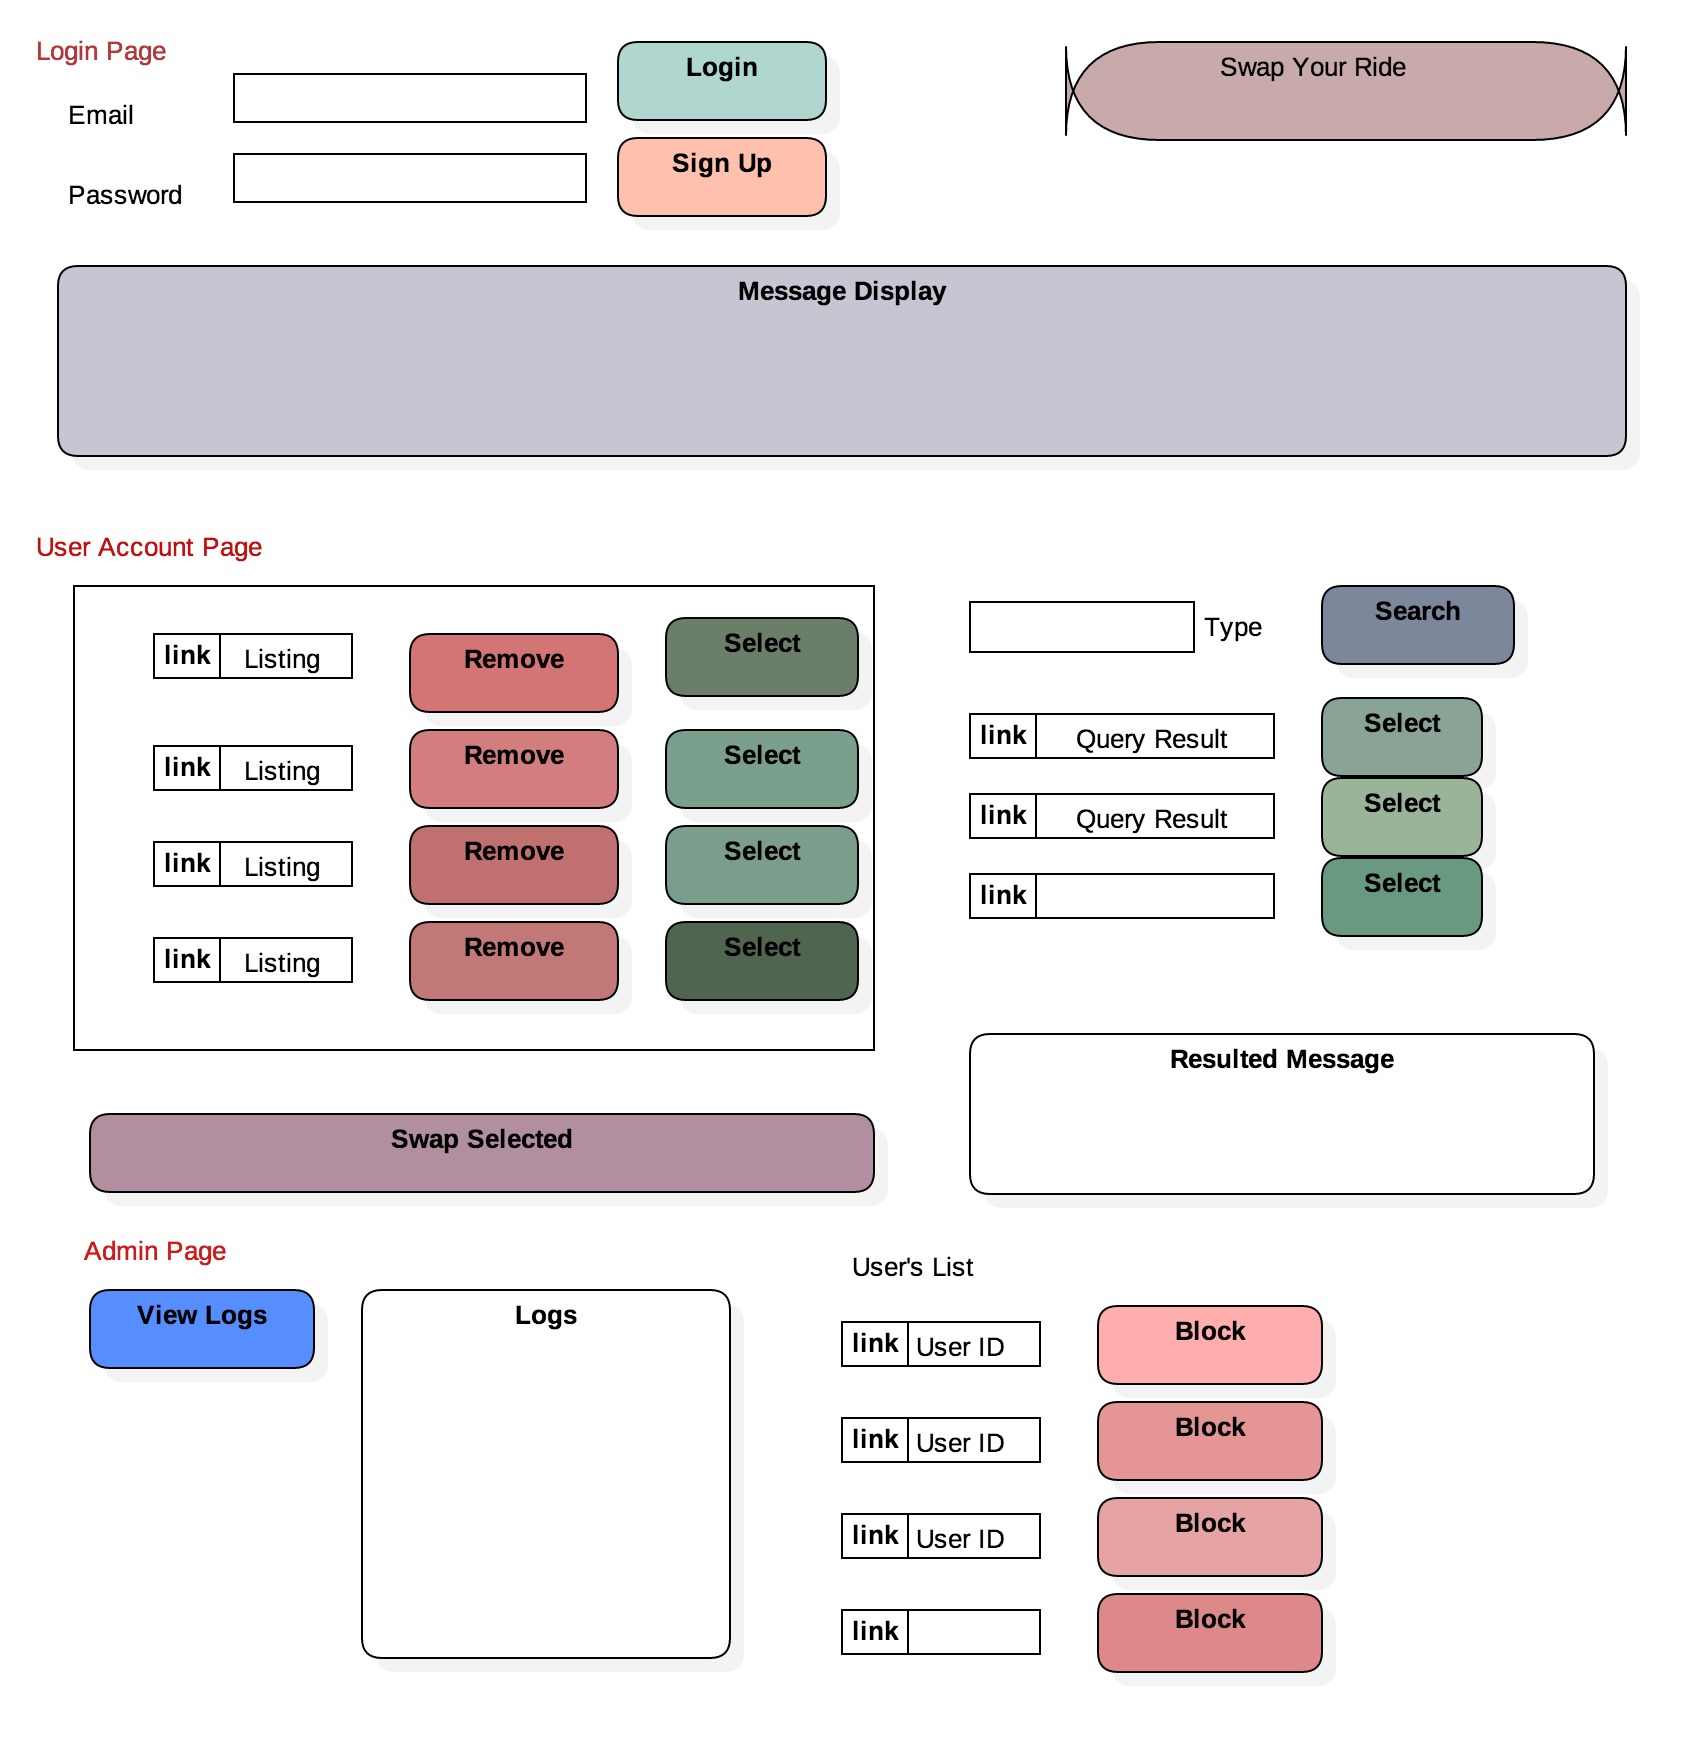 Login Page
Login
Swap Your Ride
Email
Sign Up
Password
Message Display
User Account Page
link Listing
Remove
Select
link Listing
Remove
Select
link Listing
Remove
Select
link Listing
Remove
Select
Type
Search
link Query Result
Select
link Query Result
Select
link
Select
Resulted Message
Swap Selected
Admin Page
View Logs
Logs
User's List
link User ID
Block
link User ID
Block
link User ID
Block
link
Block